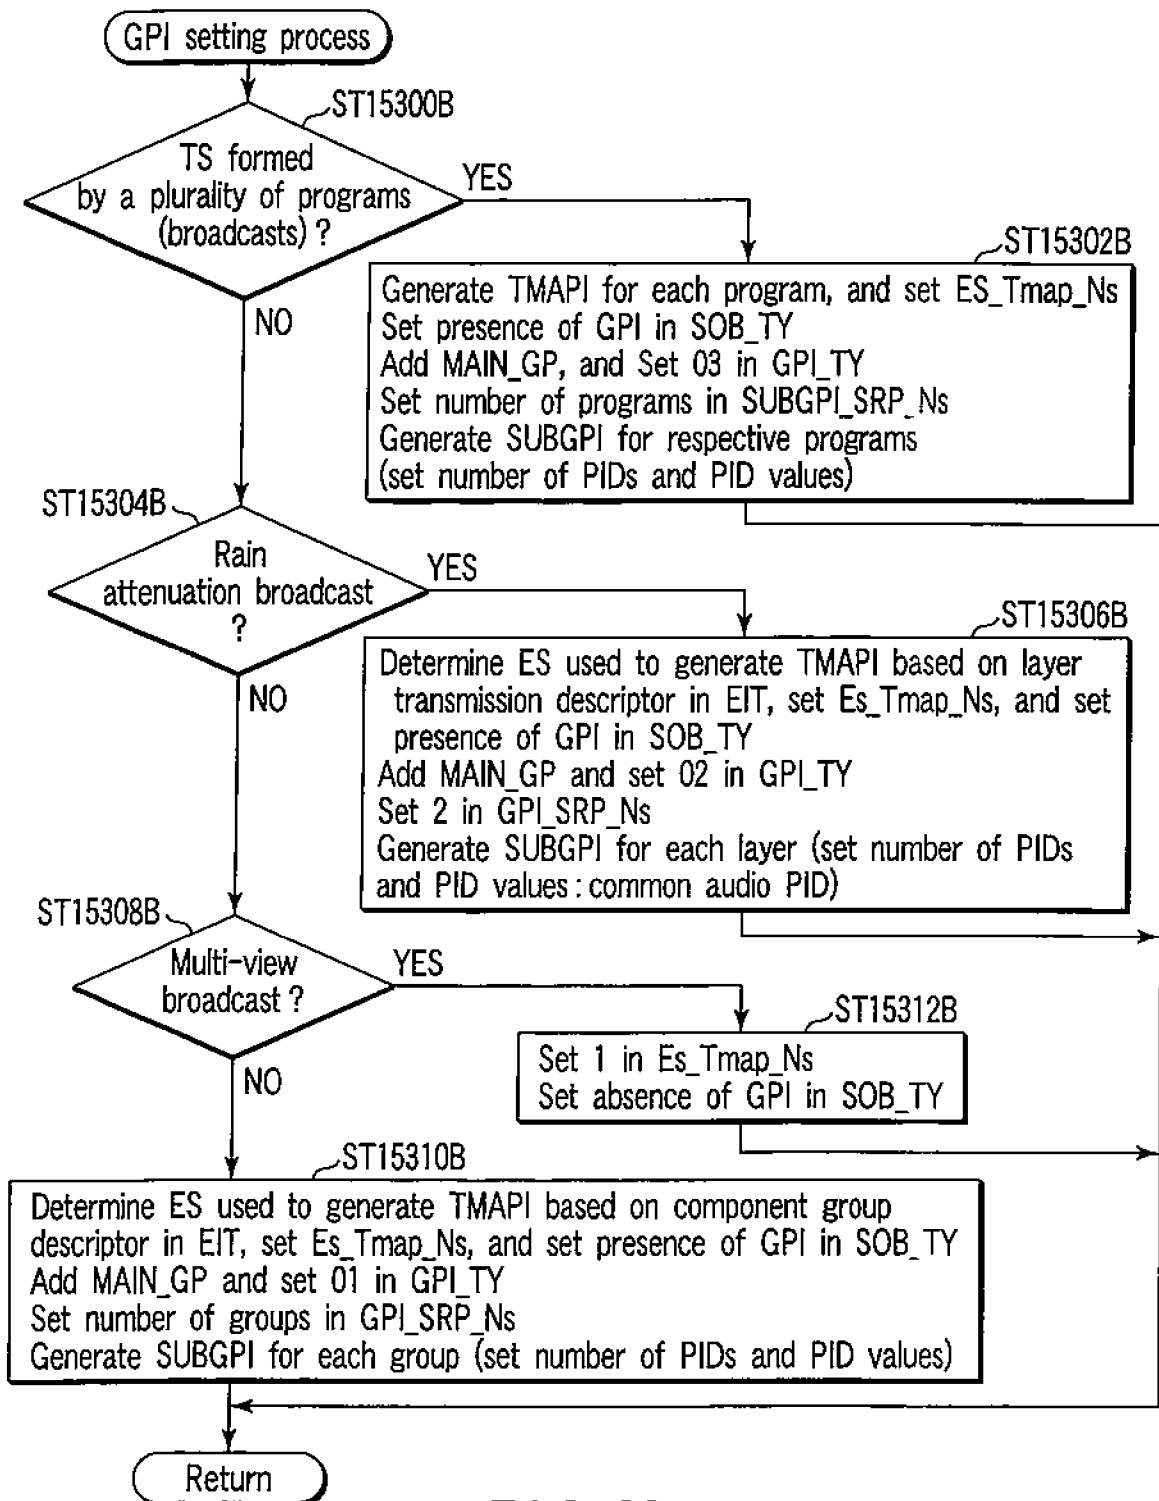 GPI setting process
ST15300B
TS formed
by a plurality of programs
(broadcasts) ?
YES
NO
ST15302B
Generate TMAPI for each program, and set ES_Tmap_Ns
Set presence of GPI in SOB_TY
Add MAIN_GP, and Set 03 in GPI_TY
Set number of programs in SUBGPI_SRP_Ns
Generate SUBGPI for respective programs
(set number of PIDs and PID values)
ST15304B
Rain
attenuation broadcast
?
YES
NO
ST15306B
Determine ES used to generate TMAPI based on layer
transmission descriptor in EIT, set Es_Tmap_Ns, and set
presence of GPI in SOB_TY
Add MAIN_GP and set 02 in GPI_TY
Set 2 in GPI_SRP_Ns
Generate SUBGPI for each layer (set number of PIDs
and PID values : common audio PID)
ST15308B
Multi-view
broadcast ?
YES
NO
ST15312B
Set 1 in Es_Tmap_Ns
Set absence of GPI in SOB_TY
ST15310B
Determine ES used to generate TMAPI based on component group
descriptor in EIT, set Es_Tmap_Ns, and set presence of GPI in SOB_TY
Add MAIN_GP and set 01 in GPI_TY
Set number of groups in GPI_SRP_Ns
Generate SUBGPI for each group (set number of PIDs and PID values)
Return